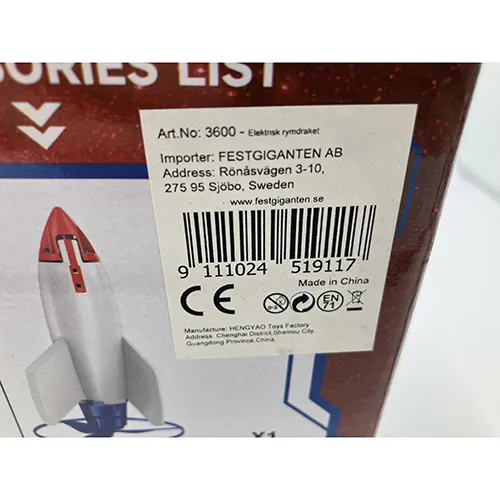 SORIES LIST
Art.No: 3600 - Elektrisk rymdraket
Importer: FESTGIGANTEN AB
Address: Rönåsvägen 3-10,
275 95 Sjöbo, Sweden
www.festgiganten.se
9 111024 519117
Made in China
CE 0-3 EN 71
Manufacture: HENGYAO Toys Factory
Address: Chenghai District,Shantou City.
Guangdong Province,China.
X1